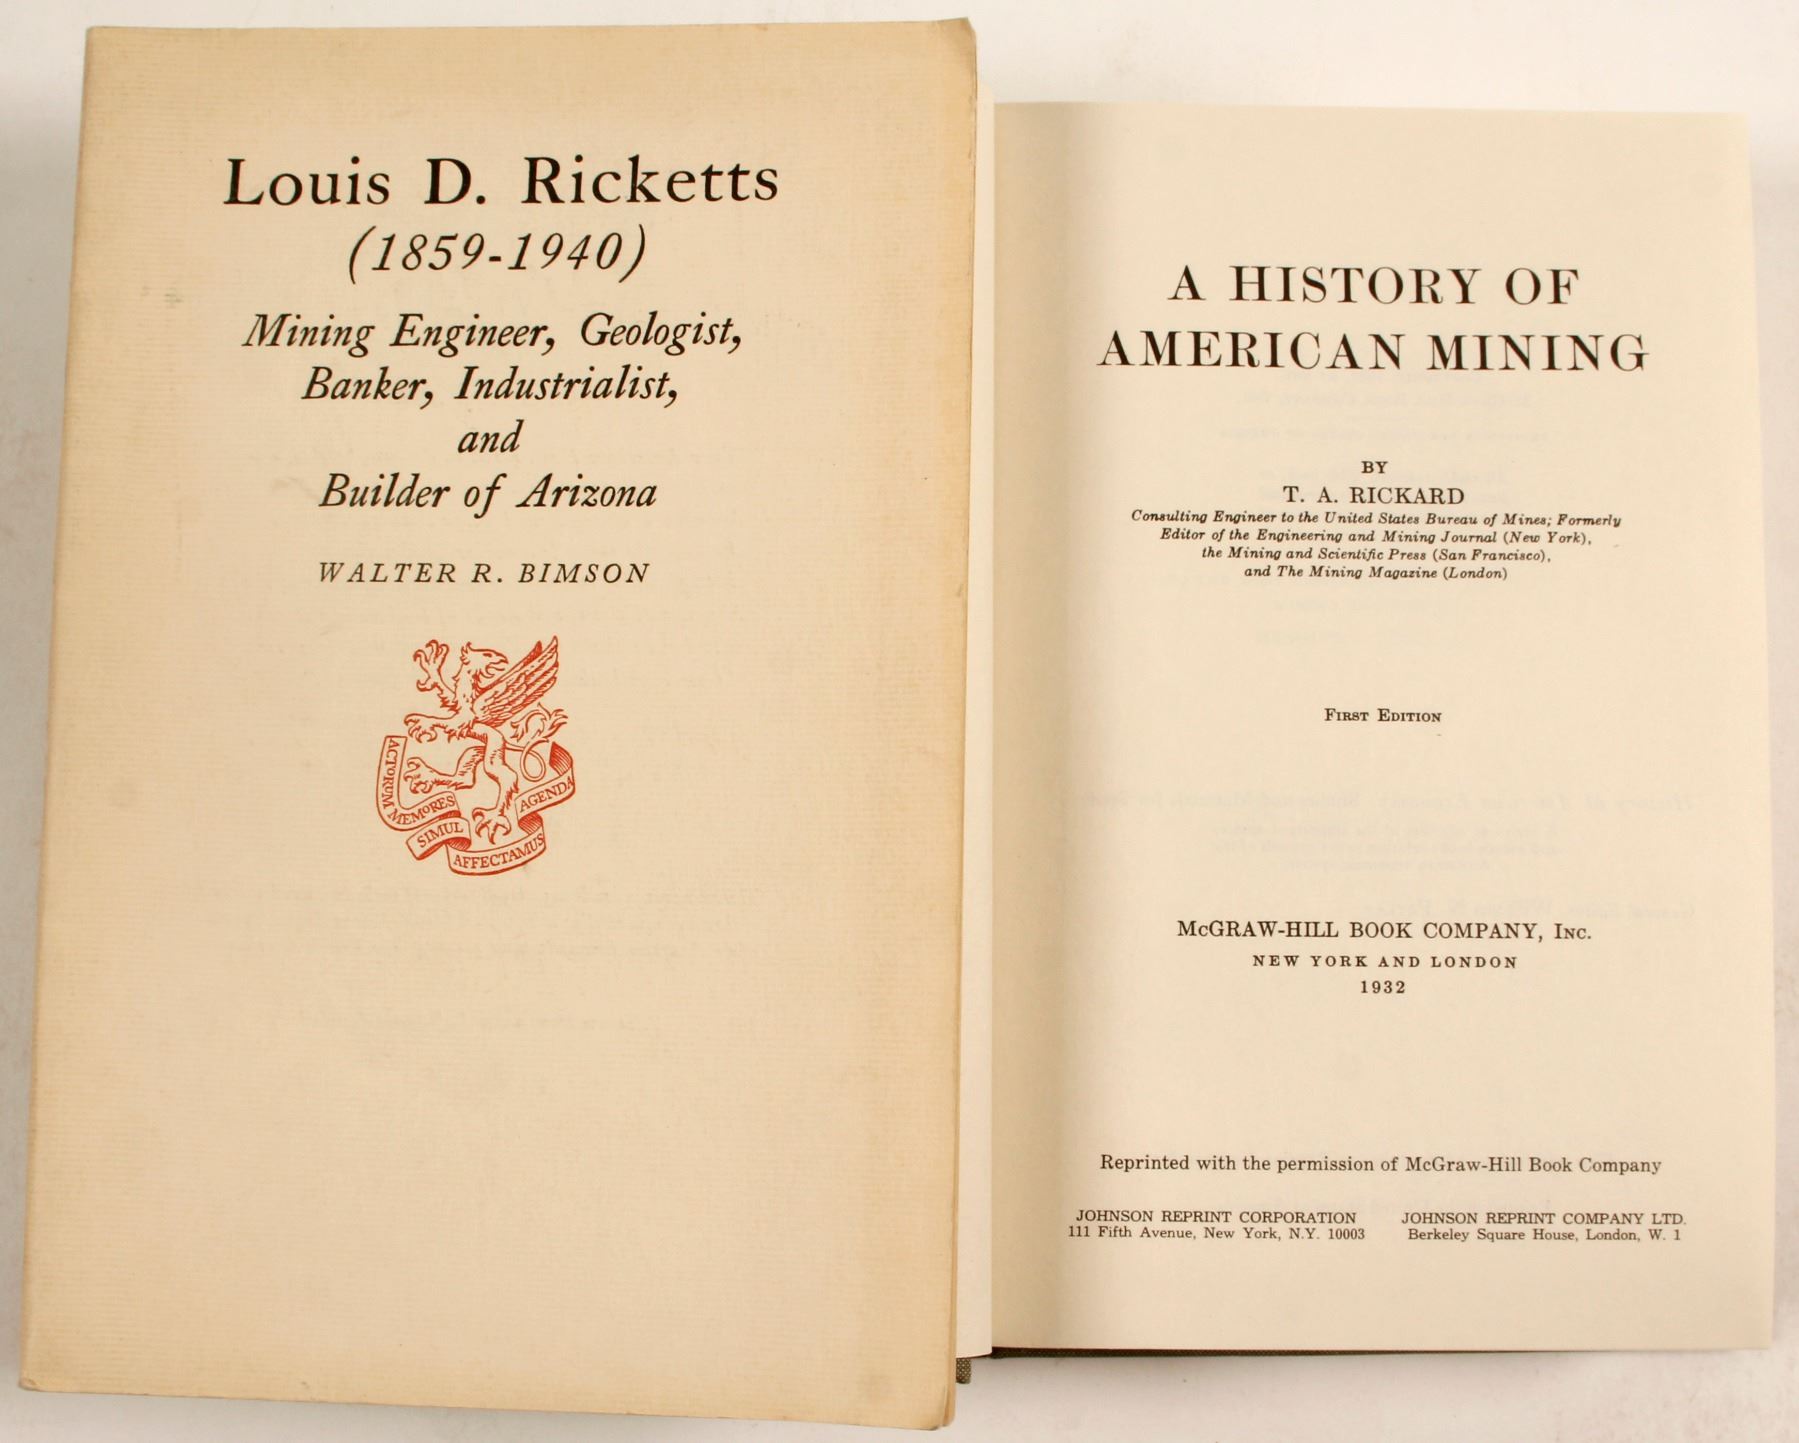 Louis D. Ricketts
(1859-1940)
Mining Engineer, Geologist,
Banker, Industrialist,
and
Builder of Arizona
WALTER R. BIMSON
ACTORUM
MEMORES
SIMUL
AFFECTAMUS
AGENDA
A HISTORY OF
AMERICAN MINING
BY
T. A. RICKARD
Consulting Engineer to the United States Bureau of Mines; Formerly
Editor of the Engineering and Mining Journal (New York),
the Mining and Scientific Press (San Francisco),
and The Mining Magazine (London)
FIRST EDITION
McGRAW-HILL BOOK COMPANY, INC.
NEW YORK AND LONDON
1932
Reprinted with the permission of McGraw-Hill Book Company
JOHNSON REPRINT CORPORATION
111 Fifth Avenue, New York, N.Y. 10003
JOHNSON REPRINT COMPANY LTD.
Berkeley Square House, London, W. 1